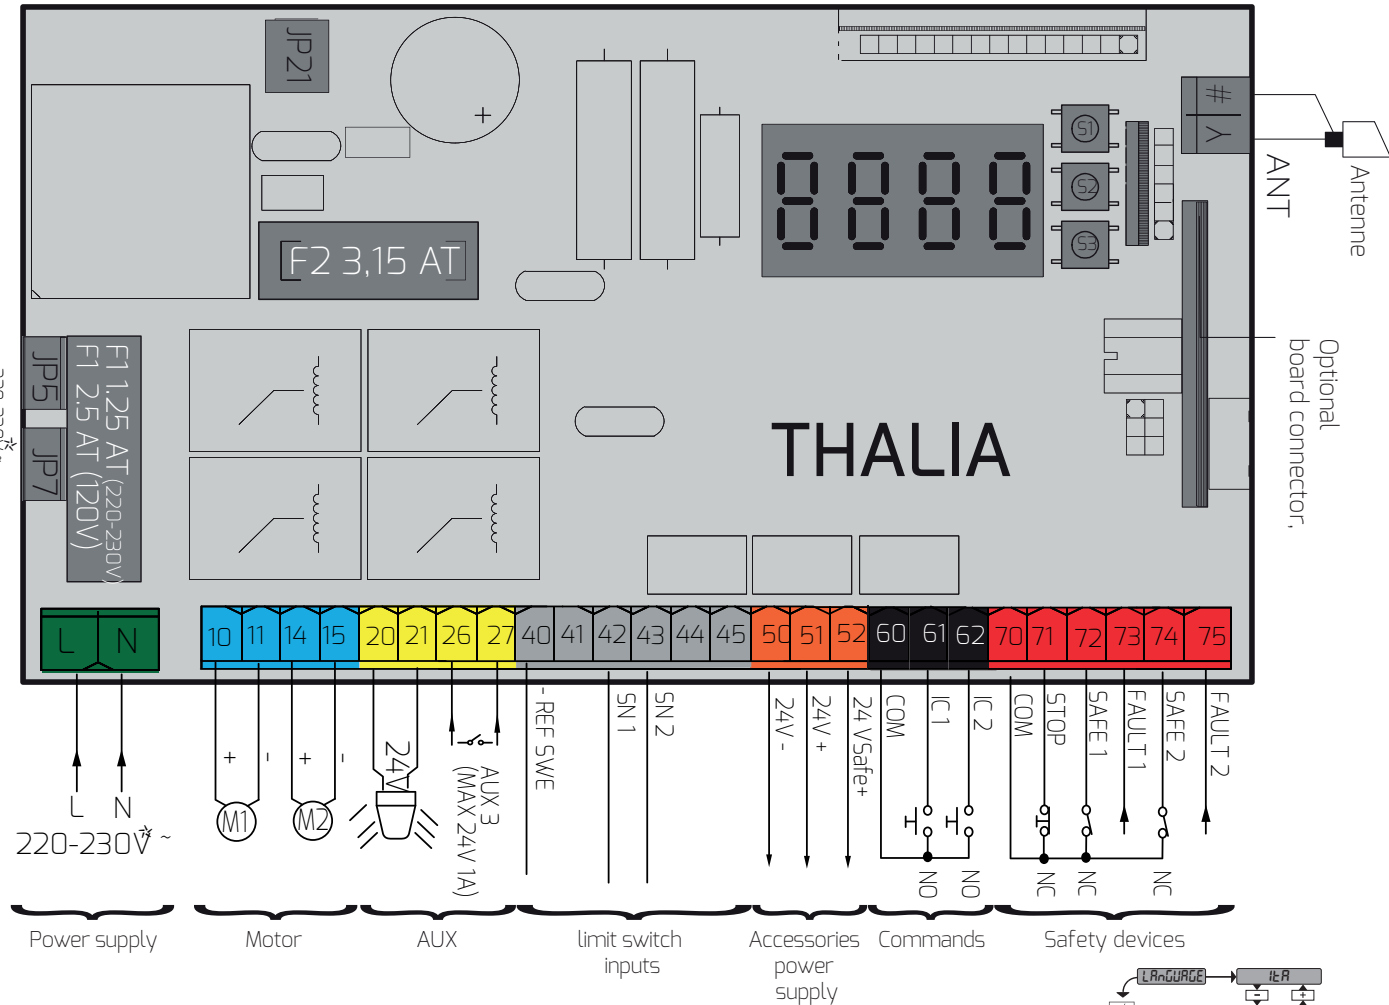 JP21
+
S1
S2
S3
# Y
ANT
Antenne
F2 3,15 AT
Optional
board connector,
JP5
JP7
F1 1.25 AT (220-230V)
F1 2.5 AT (120V)
THALIA
L N
10 11 14 15 20 21 26 27 40 41 42 43 44 45 50 51 52 60 61 62 70 71 72 73 74 75
+ - + -
M1 M2
24V
AUX 3
(MAX 24V 1A)
- REF SWE
SN 1
SN 2
24V -
24V +
24 VSafe+
COM
IC 1
IC 2
NO NO
COM
STOP
SAFE 1
FAULT 1
SAFE 2
FAULT 2
NC NC NC
L N
220-230V* ~
Power supply
Motor
AUX
limit switch
inputs
Accessories
power
supply
Commands
Safety devices
LAnGUAGE
ItA
- +